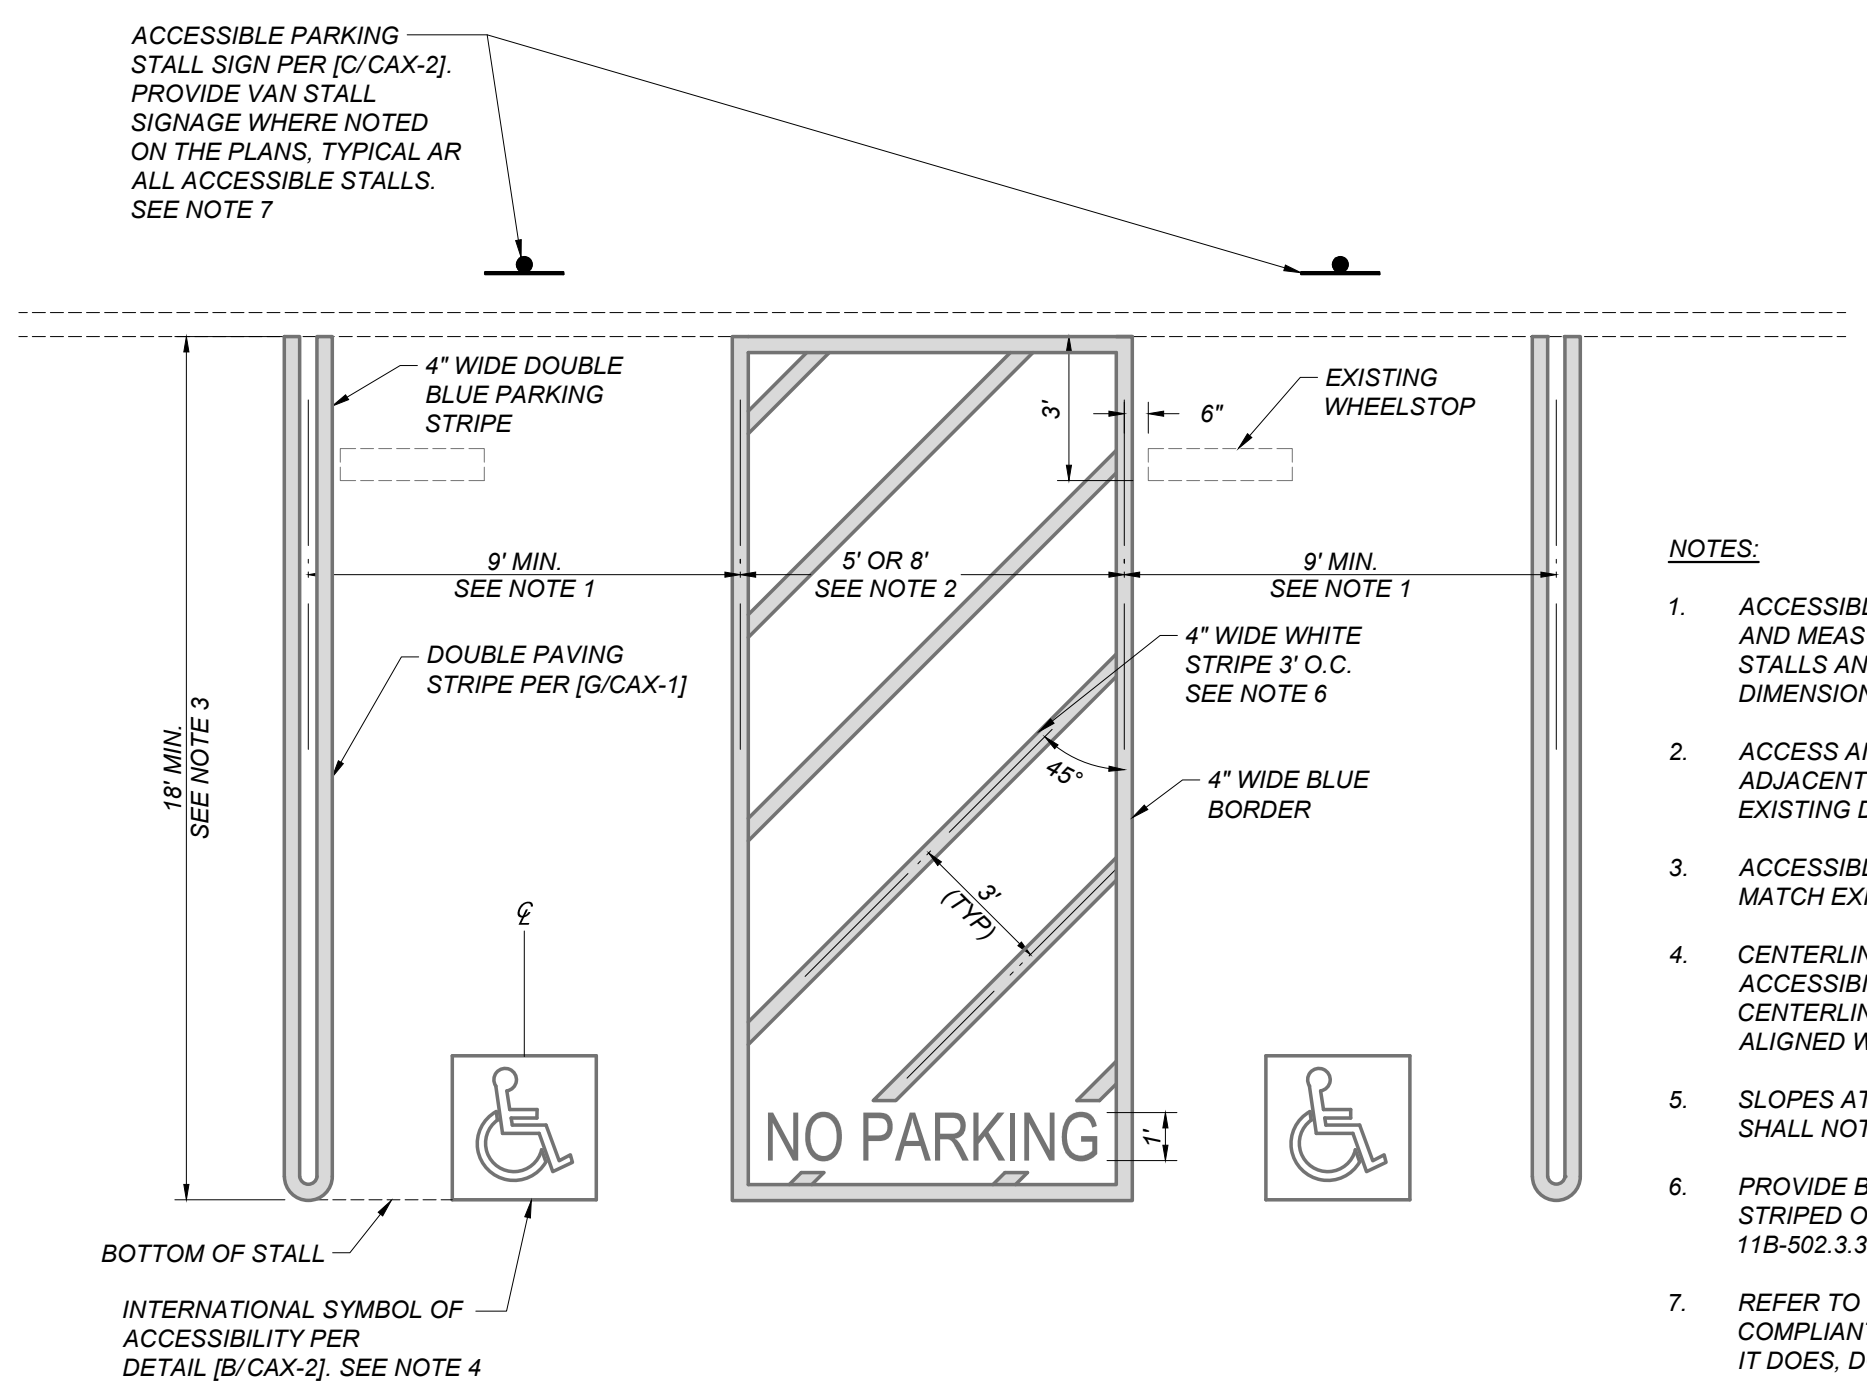 ACCESSIBLE PARKING
STALL SIGN PER [C/CAX-2].
PROVIDE VAN STALL
SIGNAGE WHERE NOTED
ON THE PLANS, TYPICAL AR
ALL ACCESSIBLE STALLS.
SEE NOTE 7
4" WIDE DOUBLE
BLUE PARKING
STRIPE
3'
6"
EXISTING
WHEELSTOP
9' MIN.
SEE NOTE 1
5' OR 8'
SEE NOTE 2
9' MIN.
SEE NOTE 1
DOUBLE PAVING
STRIPE PER [G/CAX-1]
4" WIDE WHITE
STRIPE 3' O.C.
SEE NOTE 6
18' MIN.
SEE NOTE 3
45°
4" WIDE BLUE
BORDER
3'
(TYP)
℄
NO PARKING
1'
BOTTOM OF STALL
INTERNATIONAL SYMBOL OF
ACCESSIBILITY PER
DETAIL [B/CAX-2]. SEE NOTE 4
NOTES:
1. ACCESSIBL
AND MEAS
STALLS AN
DIMENSION
2. ACCESS AI
ADJACENT
EXISTING D
3. ACCESSIBL
MATCH EXI
4. CENTERLIN
ACCESSIBI
CENTERLIN
ALIGNED W
5. SLOPES AT
SHALL NOT
6. PROVIDE B
STRIPED O
11B-502.3.3
7. REFER TO
COMPLIANT
IT DOES, D